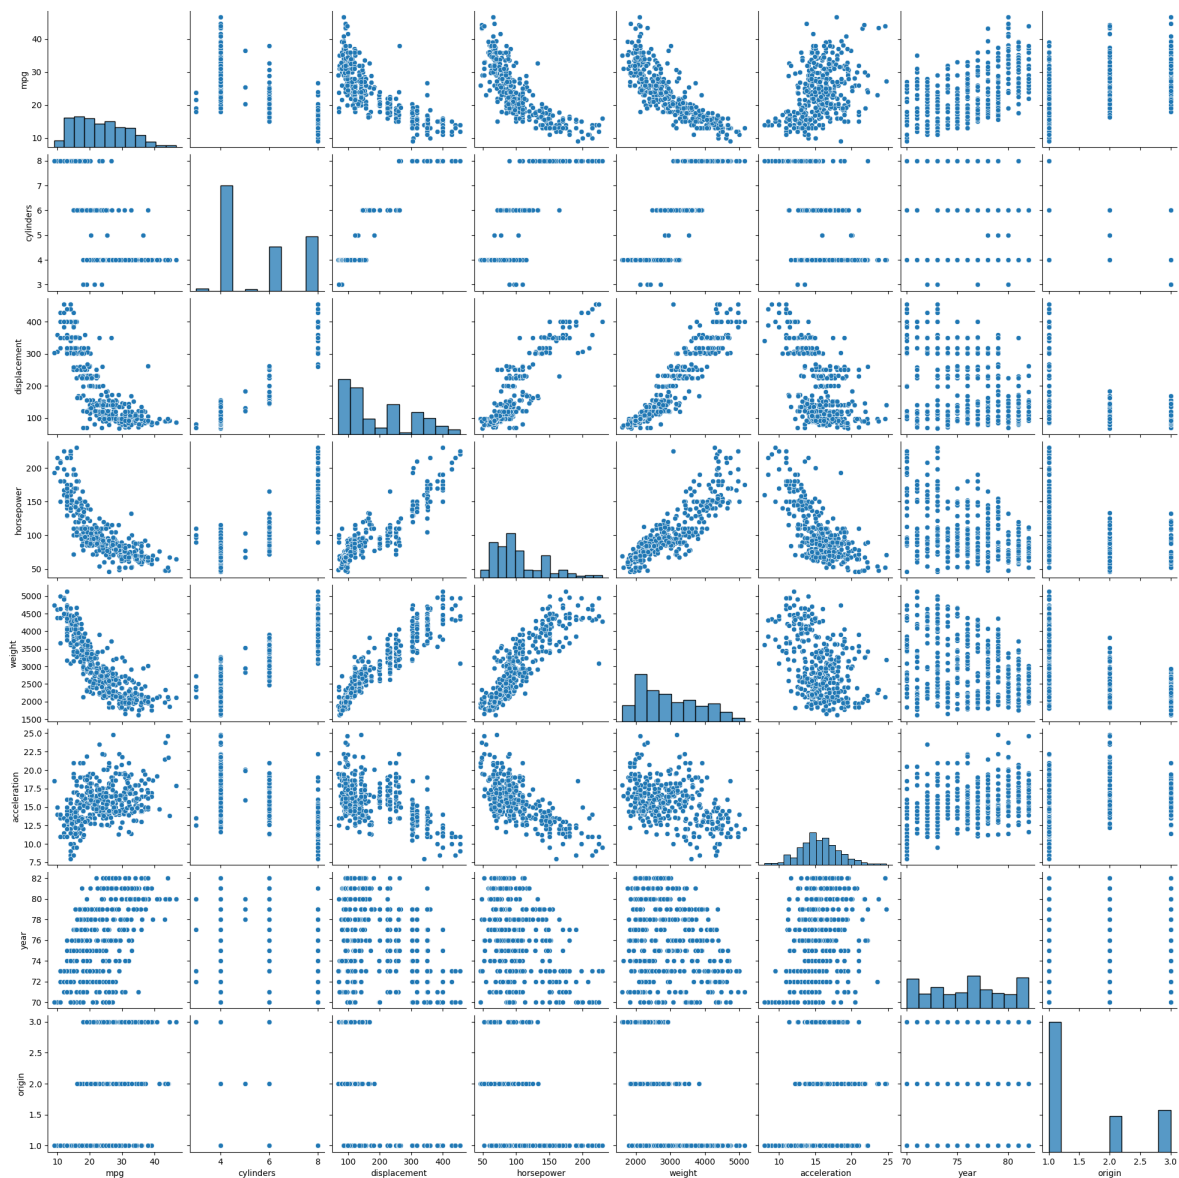 40
30
20
10
mpg
8
7
6
5
4
3
cylinders
400
300
200
100
displacement
200
150
100
50
horsepower
5000
4500
4000
3500
3000
2500
2000
1500
weight
25.0
22.5
20.0
17.5
15.0
12.5
10.0
7.5
acceleration
82
80
78
76
74
72
70
year
3.0
2.5
2.0
1.5
1.0
origin
10 20 30 40
4 6 8
100 200 300 400
50 100 150 200
2000 3000 4000 5000
10 15 20 25
70 75 80
1.0 1.5 2.0 2.5 3.0
mpg cylinders displacement horsepower weight acceleration year origin